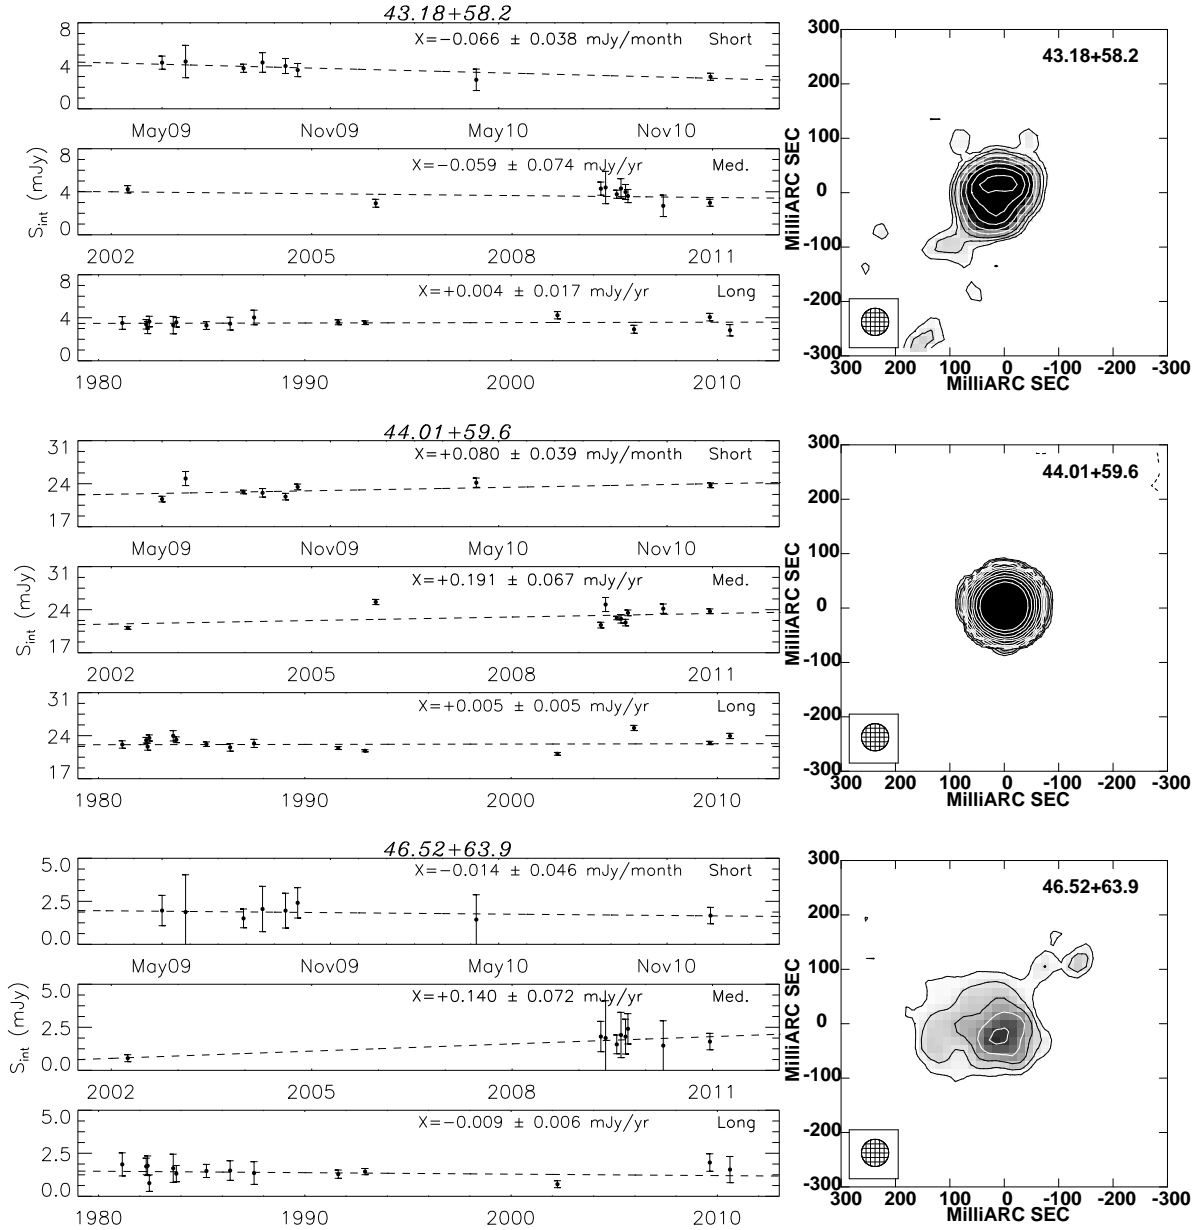 43.18+58.2
8
X=−0.066 ± 0.038 mJy/month Short
4
0
May09 Nov09 May10 Nov10
8
X=−0.059 ± 0.074 mJy/yr Med.
4
0
S_int (mJy)
2002 2005 2008 2011
8
X=+0.004 ± 0.017 mJy/yr Long
4
0
1980 1990 2000 2010
300
43.18+58.2
200
100
0
-100
-200
-300
MilliARC SEC
300 200 100 0 -100 -200 -300
MilliARC SEC
44.01+59.6
31
X=+0.080 ± 0.039 mJy/month Short
24
17
May09 Nov09 May10 Nov10
31
X=+0.191 ± 0.067 mJy/yr Med.
24
17
S_int (mJy)
2002 2005 2008 2011
31
X=+0.005 ± 0.005 mJy/yr Long
24
17
1980 1990 2000 2010
300
44.01+59.6
200
100
0
-100
-200
-300
MilliARC SEC
300 200 100 0 -100 -200 -300
MilliARC SEC
46.52+63.9
5.0
X=−0.014 ± 0.046 mJy/month Short
2.5
0.0
May09 Nov09 May10 Nov10
5.0
X=+0.140 ± 0.072 mJy/yr Med.
2.5
0.0
S_int (mJy)
2002 2005 2008 2011
5.0
X=−0.009 ± 0.006 mJy/yr Long
2.5
0.0
1980 1990 2000 2010
300
46.52+63.9
200
100
0
-100
-200
-300
MilliARC SEC
300 200 100 0 -100 -200 -300
MilliARC SEC